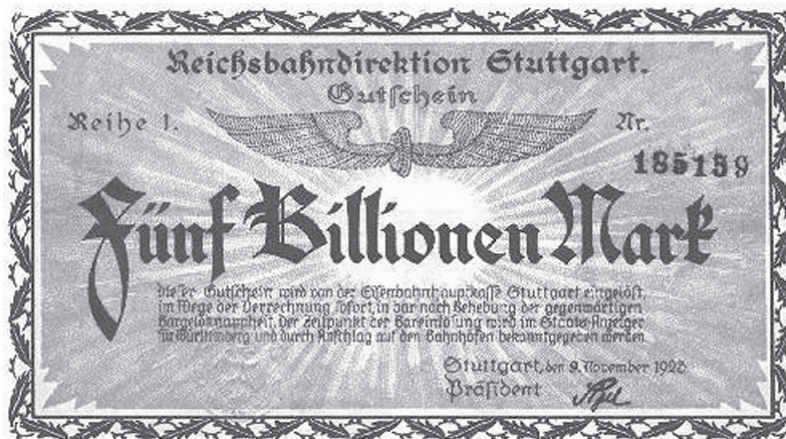 Reichsbahndirektion Stuttgart.
Gutschein
Reihe 1. Nr.
185139
Fünf Billionen Mark
Dieser Gutschein wird von der Eisenbahnhauptkasse Stuttgart eingelöst,
im Wege der Verrechnung sofort, in bar nach Behebung der gegenwärtigen
Bargeldknappheit. Der Zeitpunkt der Bareinlösung wird im Staats-Anzeiger
für Württemberg und durch Anschlag auf den Bahnhöfen bekanntgegeben werden.
Stuttgart, den 9. November 1923
Präsident